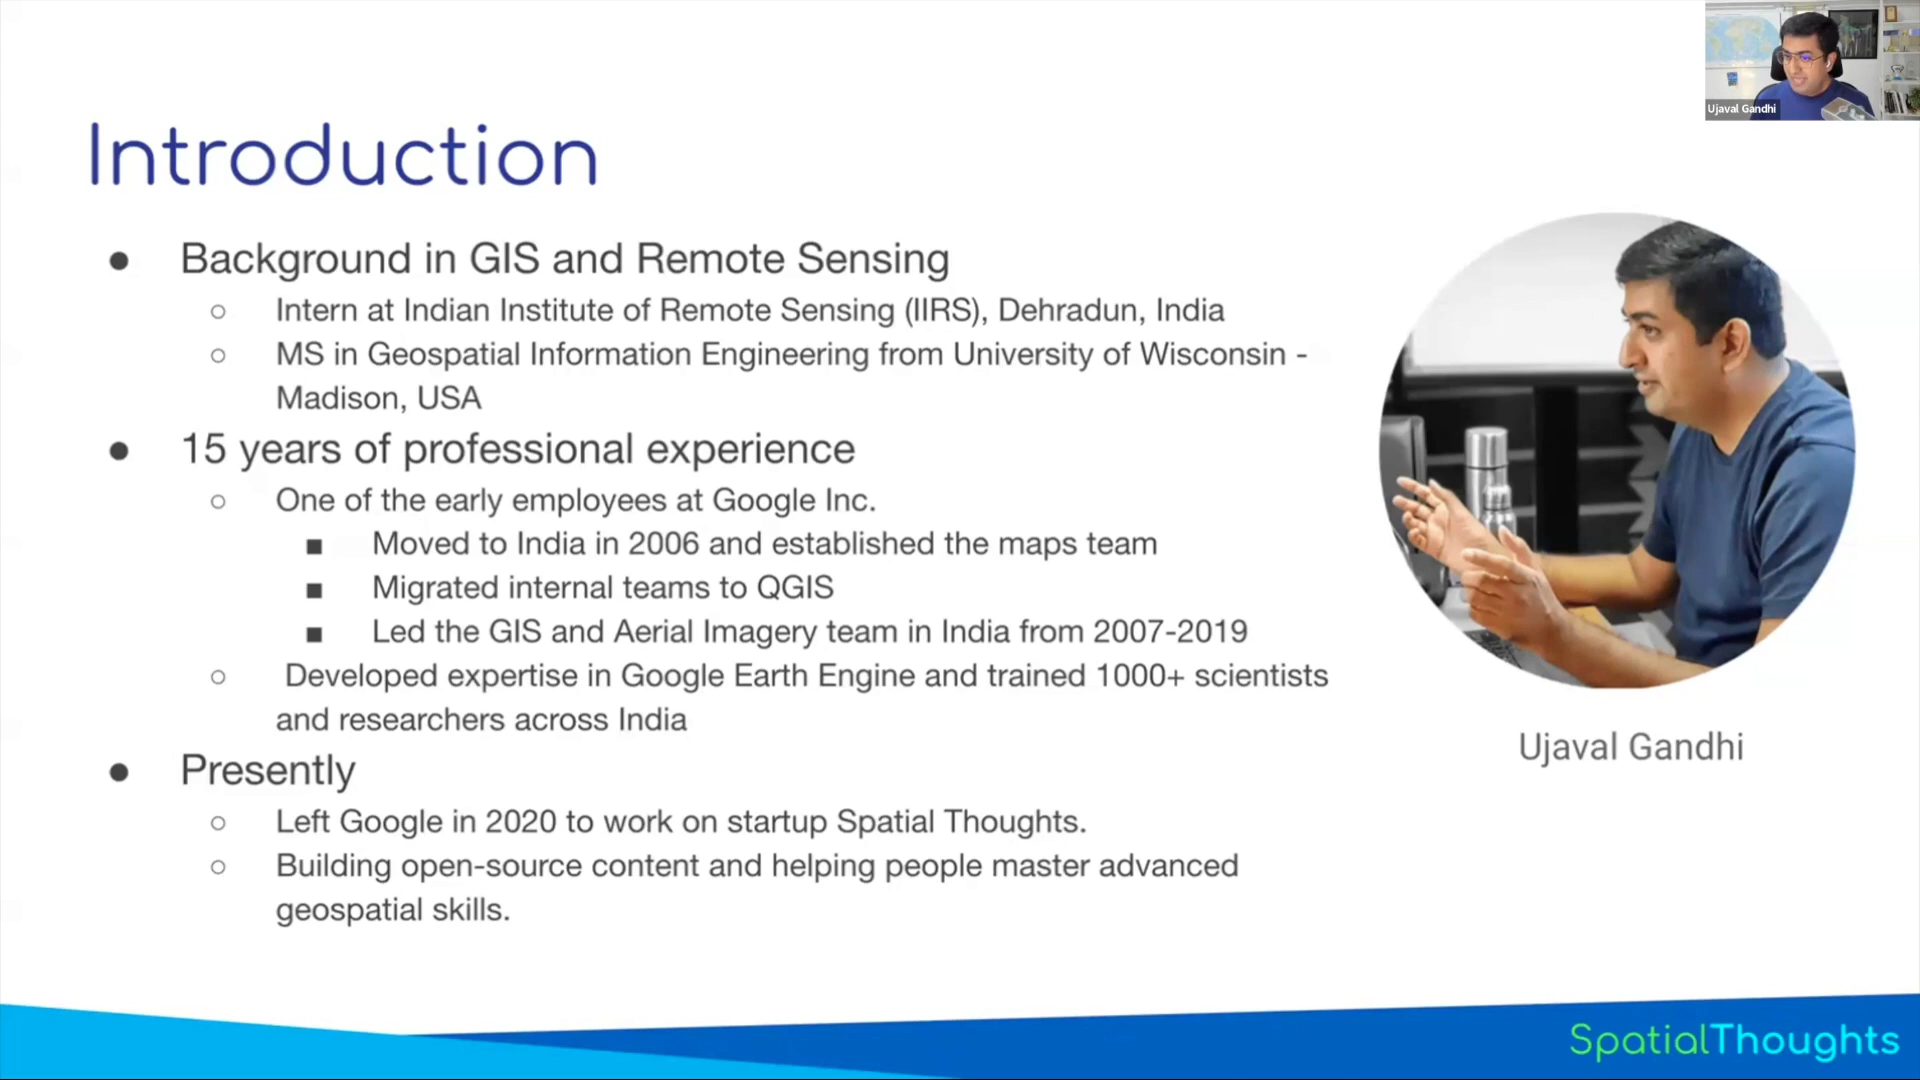 Ujaval Gandhi
Introduction
● Background in GIS and Remote Sensing
○ Intern at Indian Institute of Remote Sensing (IIRS), Dehradun, India
○ MS in Geospatial Information Engineering from University of Wisconsin -
Madison, USA
● 15 years of professional experience
○ One of the early employees at Google Inc.
■ Moved to India in 2006 and established the maps team
■ Migrated internal teams to QGIS
■ Led the GIS and Aerial Imagery team in India from 2007-2019
○ Developed expertise in Google Earth Engine and trained 1000+ scientists
and researchers across India
● Presently
○ Left Google in 2020 to work on startup Spatial Thoughts.
○ Building open-source content and helping people master advanced
geospatial skills.
Ujaval Gandhi
SpatialThoughts